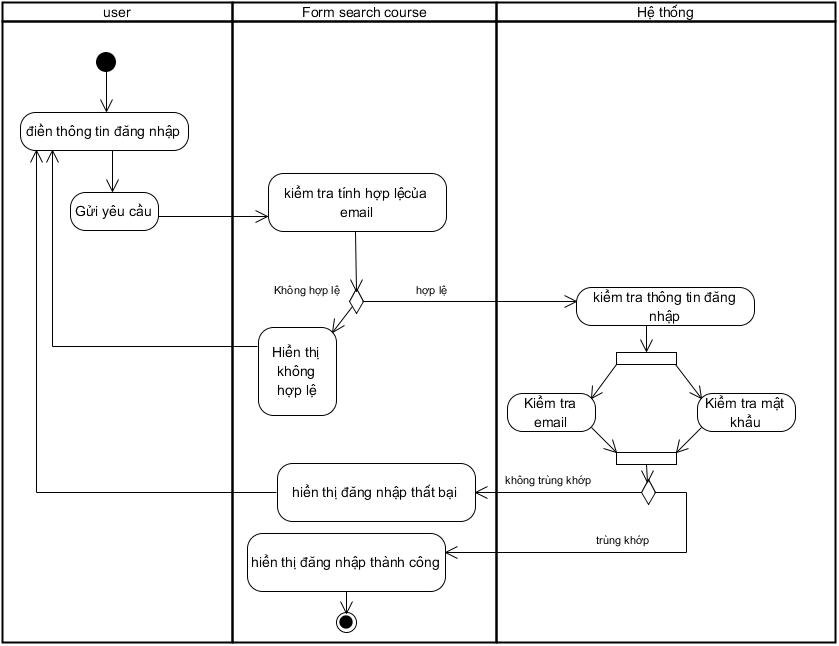 user
Form search course
Hệ thống
điền thông tin đăng nhập
Gửi yêu cầu
kiểm tra tính hợp lệcủa
email
Không hợp lệ
hợp lệ
kiểm tra thông tin đăng
nhập
Hiển thị
không
hợp lệ
Kiểm tra
email
Kiểm tra mật
khẩu
không trùng khớp
hiển thị đăng nhập thất bại
trùng khớp
hiển thị đăng nhập thành công